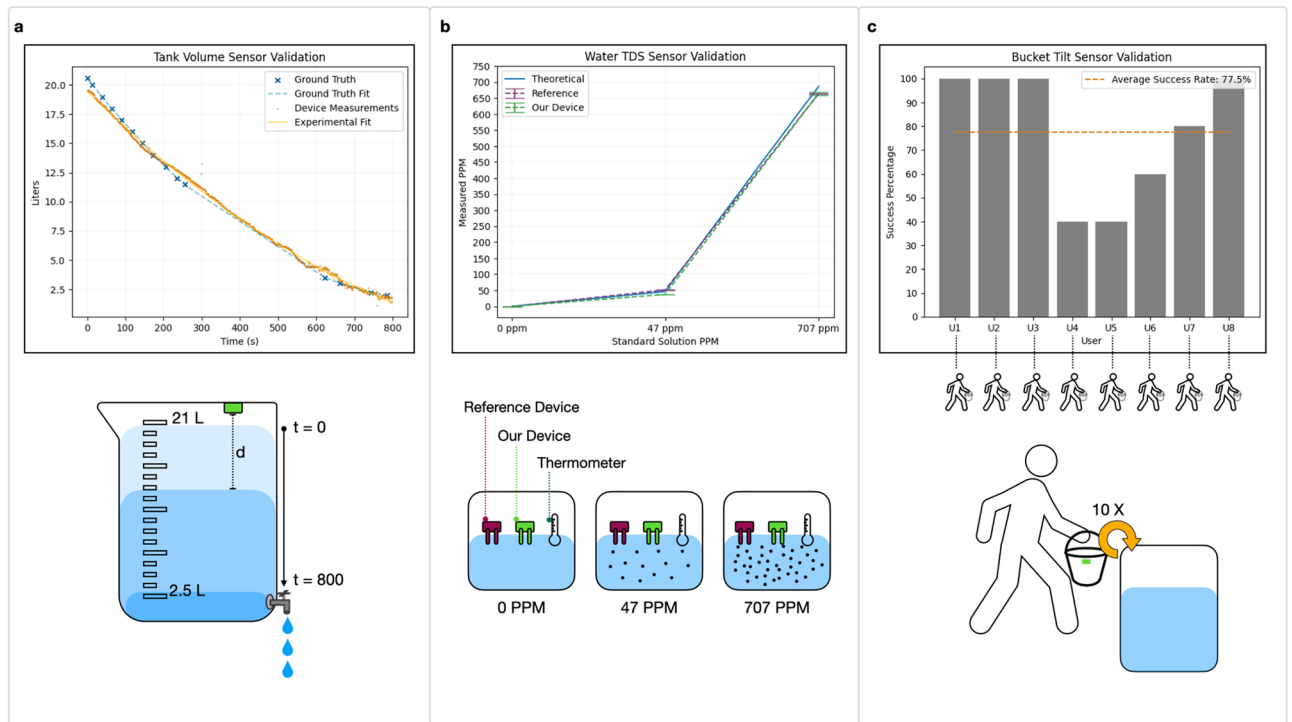 a
Tank Volume Sensor Validation
Ground Truth
Ground Truth Fit
Device Measurements
Experimental Fit
Liters
20.0
17.5
15.0
12.5
10.0
7.5
5.0
2.5
0 100 200 300 400 500 600 700 800
Time (s)
21 L
d
t = 0
t = 800
2.5 L
b
Water TDS Sensor Validation
Theoretical
Reference
Our Device
Measured PPM
750
700
650
600
550
500
450
400
350
300
250
200
150
100
50
0
0 ppm 47 ppm 707 ppm
Standard Solution PPM
Reference Device
Our Device
Thermometer
0 PPM 47 PPM 707 PPM
c
Bucket Tilt Sensor Validation
Average Success Rate: 77.5%
Success Percentage
100
90
80
70
60
50
40
30
20
10
0
U1 U2 U3 U4 U5 U6 U7 U8
User
10 X